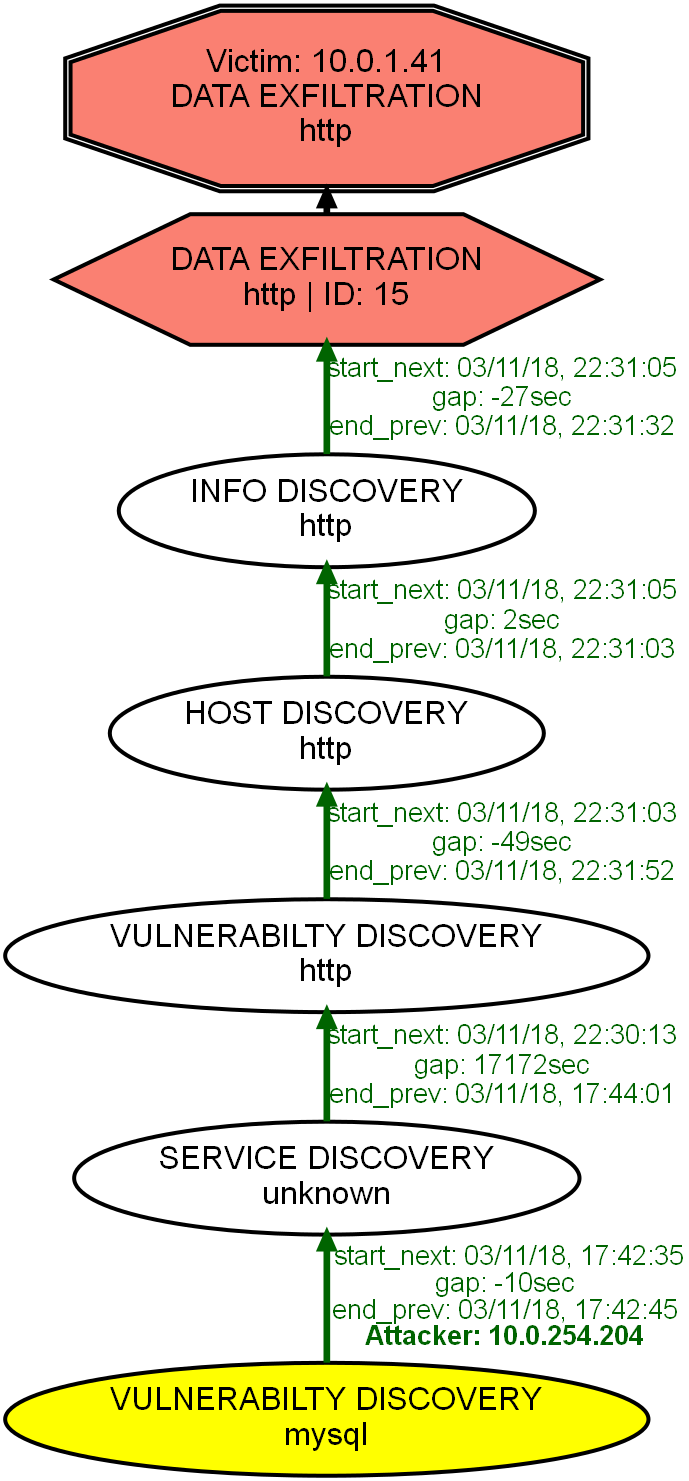 Victim: 10.0.1.41
DATA EXFILTRATION
http
DATA EXFILTRATION
http | ID: 15
start_next: 03/11/18, 22:31:05
gap: -27sec
end_prev: 03/11/18, 22:31:32
INFO DISCOVERY
http
start_next: 03/11/18, 22:31:05
gap: 2sec
end_prev: 03/11/18, 22:31:03
HOST DISCOVERY
http
start_next: 03/11/18, 22:31:03
gap: -49sec
end_prev: 03/11/18, 22:31:52
VULNERABILTY DISCOVERY
http
start_next: 03/11/18, 22:30:13
gap: 17172sec
end_prev: 03/11/18, 17:44:01
SERVICE DISCOVERY
unknown
start_next: 03/11/18, 17:42:35
gap: -10sec
end_prev: 03/11/18, 17:42:45
Attacker: 10.0.254.204
VULNERABILTY DISCOVERY
mysql